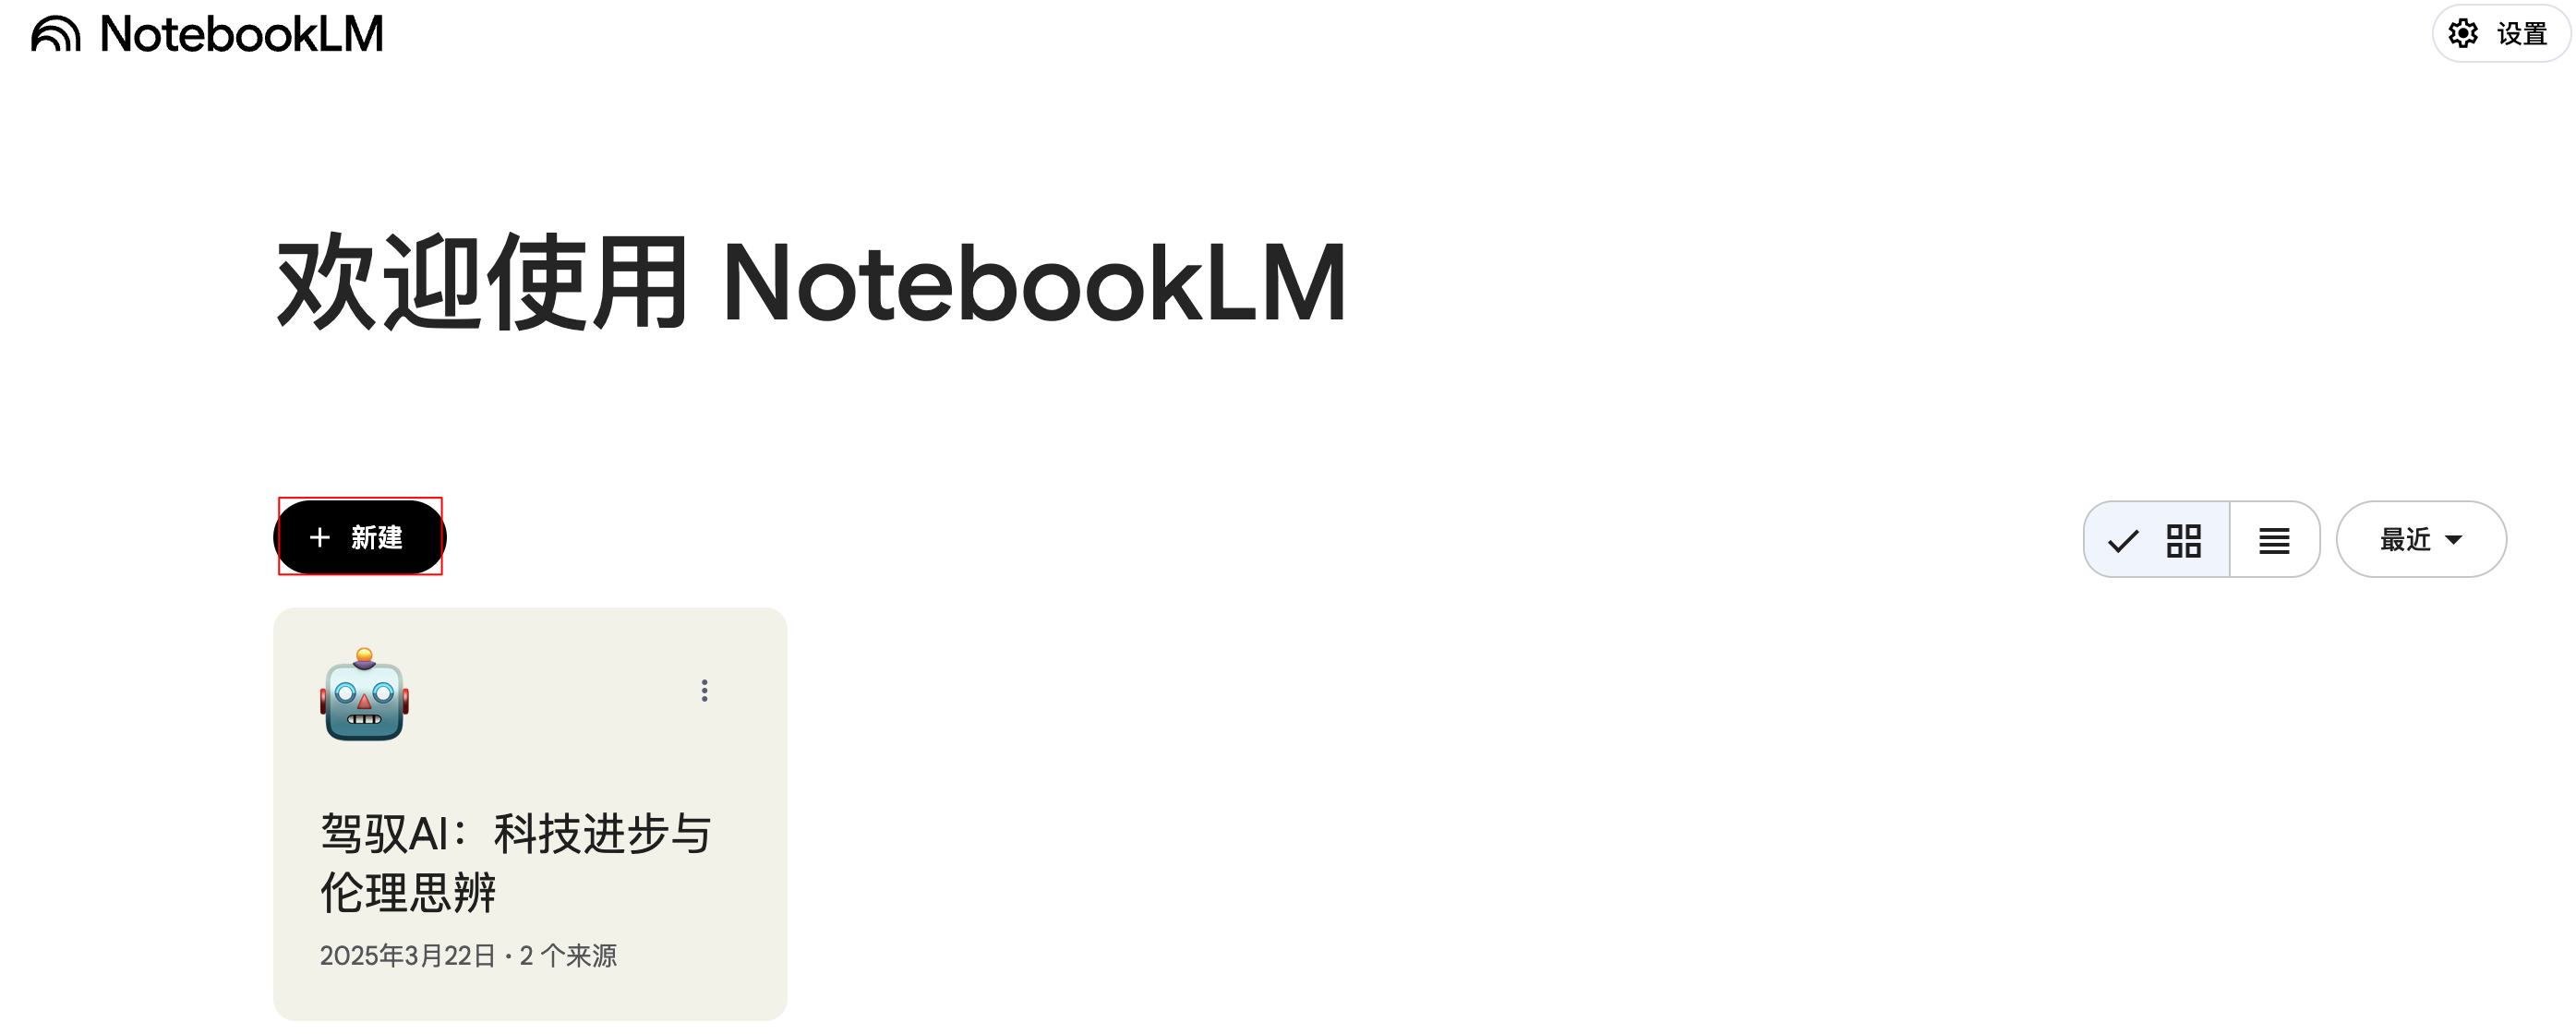 NotebookLM
设置
欢迎使用 NotebookLM
+ 新建
最近
驾驭AI：科技进步与
伦理思辨
2025年3月22日 · 2 个来源